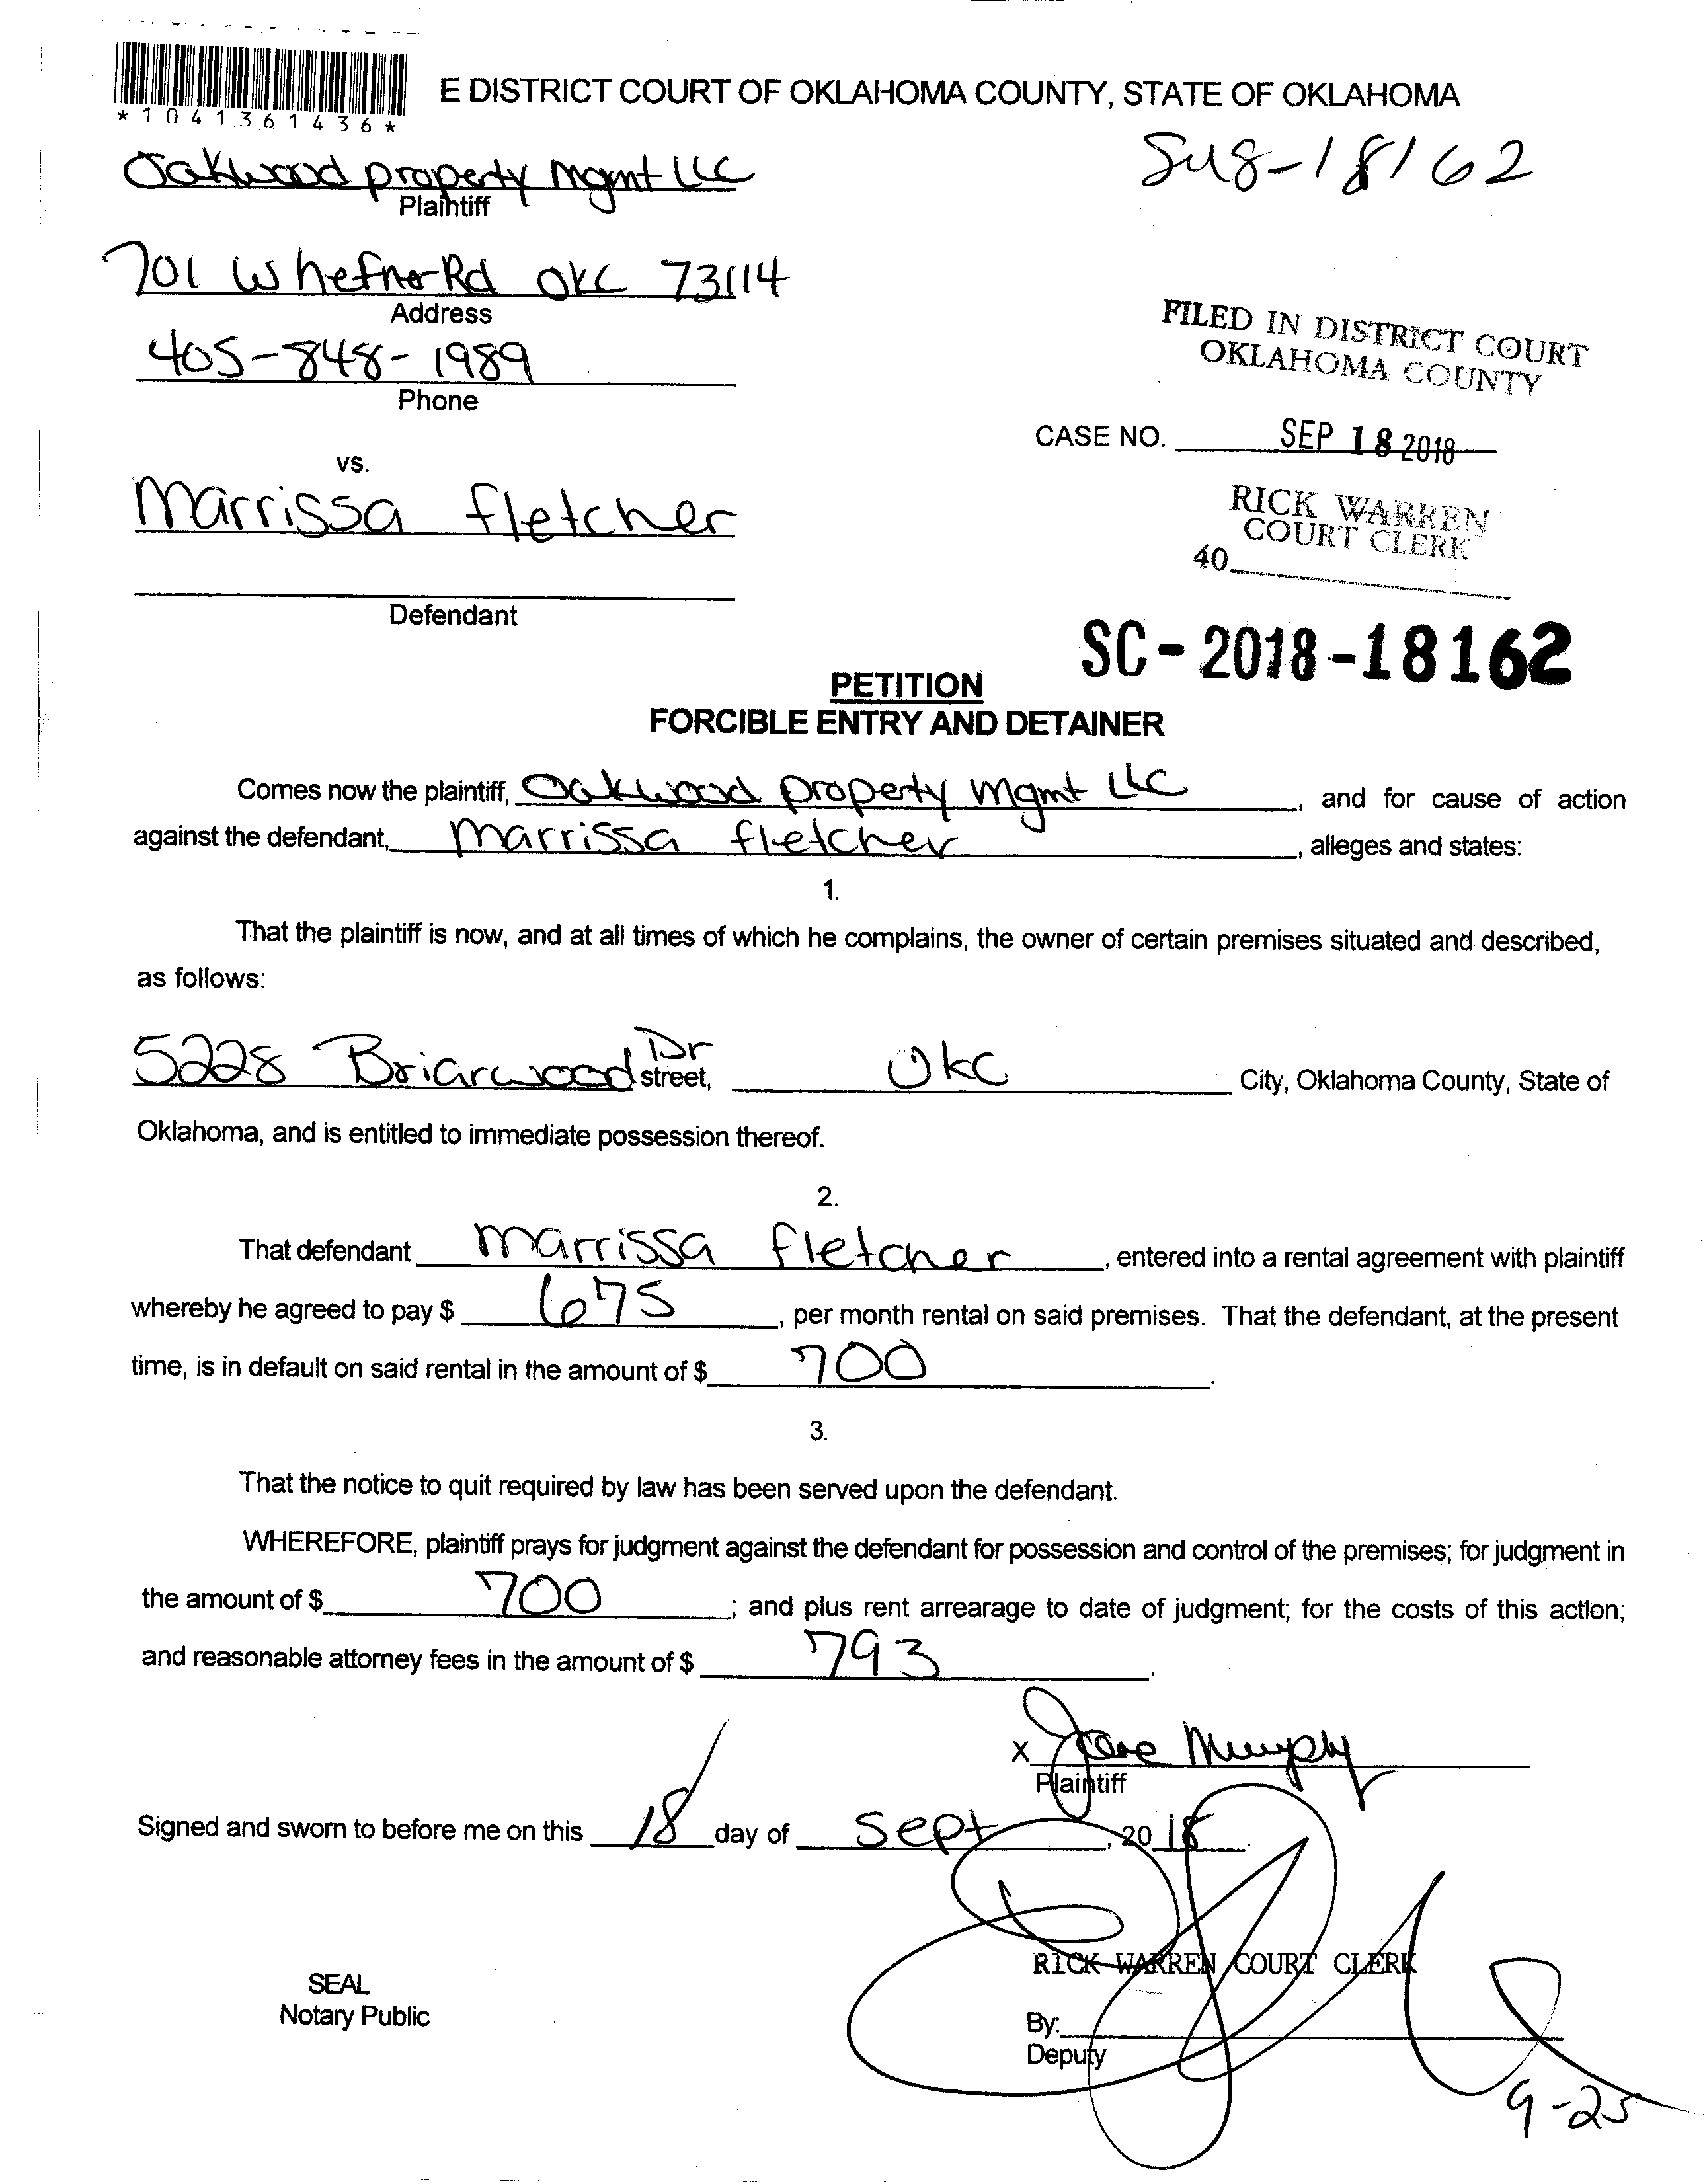 E DISTRICT COURT OF OKLAHOMA COUNTY, STATE OF OKLAHOMA
*1041361436*
Oakwood property mgmt LLC
Plaintiff
18162
701 W hefner Rd OKC 73114
Address
FILED IN DISTRICT COURT
OKLAHOMA COUNTY
405-848-1989
Phone
CASE NO. SEP 18 2018
vs.
Marrissa fletcher
RICK WARREN
COURT CLERK
40
Defendant
SC-2018-18162
PETITION
FORCIBLE ENTRY AND DETAINER
Comes now the plaintiff, Oakwood property mgmt LLC, and for cause of action
against the defendant, Marrissa fletcher, alleges and states:
1.
That the plaintiff is now, and at all times of which he complains, the owner of certain premises situated and described,
as follows:
5228 Briarwood Dr street, OKC City, Oklahoma County, State of
Oklahoma, and is entitled to immediate possession thereof.
2.
That defendant Marrissa fletcher, entered into a rental agreement with plaintiff
whereby he agreed to pay $ 675, per month rental on said premises. That the defendant, at the present
time, is in default on said rental in the amount of $ 700.
3.
That the notice to quit required by law has been served upon the defendant.
WHEREFORE, plaintiff prays for judgment against the defendant for possession and control of the premises; for judgment in
the amount of $ 700; and plus rent arrearage to date of judgment; for the costs of this action;
and reasonable attorney fees in the amount of $ 793.
X Murphy
Plaintiff
Signed and sworn to before me on this 18 day of Sept, 2018.
RICK WARREN COURT CLERK
SEAL
Notary Public
By:
Deputy
9-25